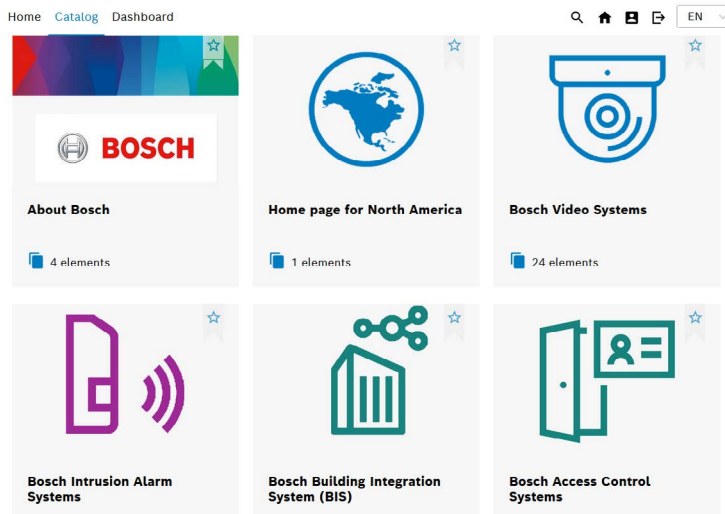 Home Catalog Dashboard
EN
BOSCH
About Bosch
Home page for North America
Bosch Video Systems
4 elements
1 elements
24 elements
Bosch Intrusion Alarm
Systems
Bosch Building Integration
System (BIS)
Bosch Access Control
Systems